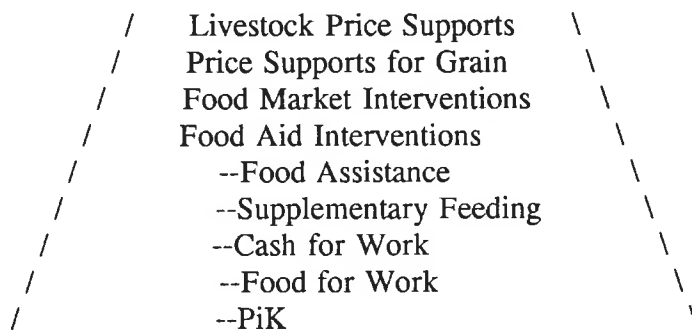 / Livestock Price Supports \
/ Price Supports for Grain \
/ Food Market Interventions \
/ Food Aid Interventions \
/ --Food Assistance \
/ --Supplementary Feeding \
/ --Cash for Work \
/ --Food for Work \
/ --PiK \